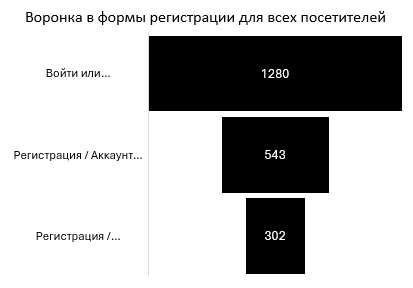 Воронка в формы регистрации для всех посетителей
Войти или...
1280
Регистрация / Аккаунт...
543
Регистрация /...
302